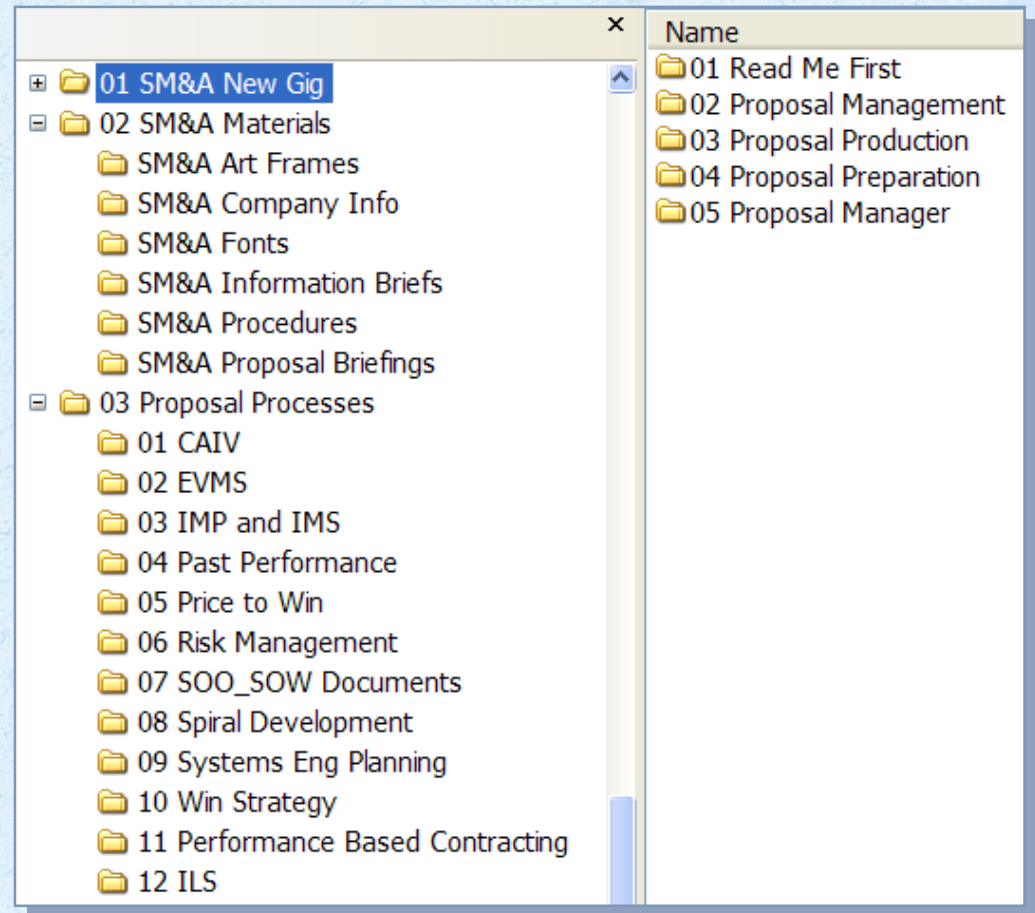 01 SM&A New Gig
02 SM&A Materials
SM&A Art Frames
SM&A Company Info
SM&A Fonts
SM&A Information Briefs
SM&A Procedures
SM&A Proposal Briefings
03 Proposal Processes
01 CAIV
02 EVMS
03 IMP and IMS
04 Past Performance
05 Price to Win
06 Risk Management
07 SOO_SOW Documents
08 Spiral Development
09 Systems Eng Planning
10 Win Strategy
11 Performance Based Contracting
12 ILS
Name
01 Read Me First
02 Proposal Management
03 Proposal Production
04 Proposal Preparation
05 Proposal Manager